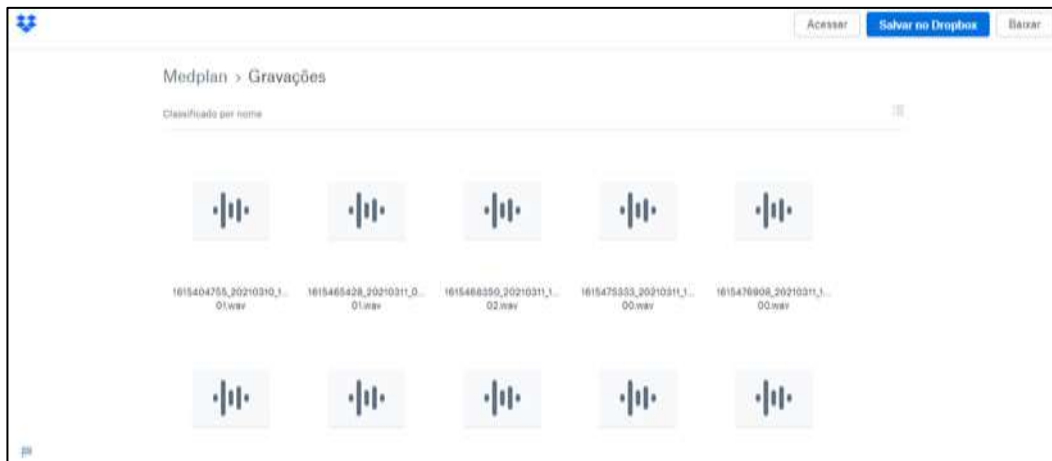 Acessar Salvar no Dropbox Baixar
Medplan > Gravações
Classificado por nome
1615404755_20210310_1... 1615465428_20210311_0... 1615468350_20210311_1... 1615475333_20210311_1... 1615476908_20210311_1...
01.wav 01.wav 02.wav 00.wav 00.wav